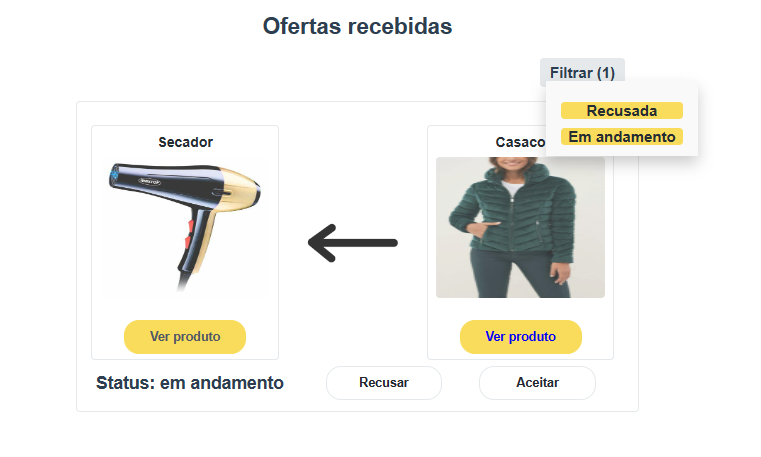 Ofertas recebidas
Filtrar (1)
Recusada
Em andamento
Secador
Casaco
Ver produto
Ver produto
Status: em andamento
Recusar
Aceitar